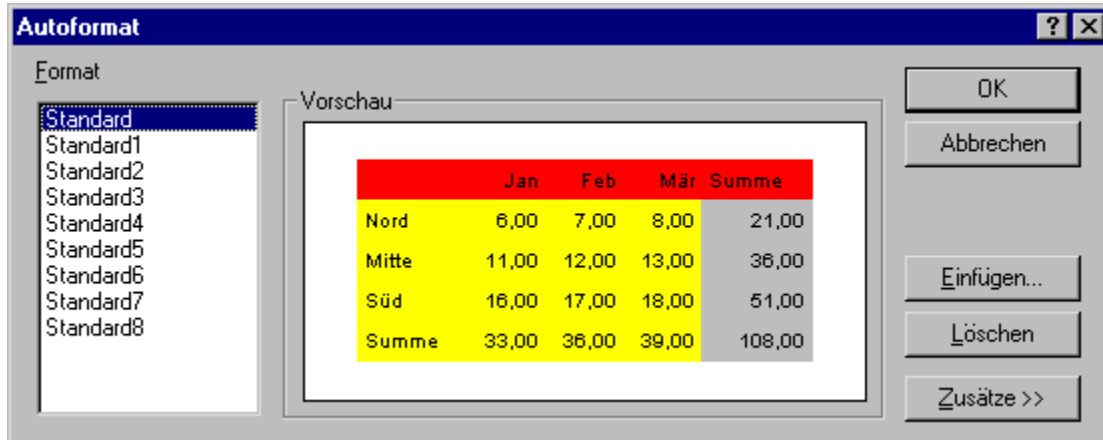 Autoformat
Format
Standard
Standard1
Standard2
Standard3
Standard4
Standard5
Standard6
Standard7
Standard8
Vorschau
Jan Feb Mär Summe
Nord 6,00 7,00 8,00 21,00
Mitte 11,00 12,00 13,00 36,00
Süd 16,00 17,00 18,00 51,00
Summe 33,00 36,00 39,00 108,00
OK
Abbrechen
Einfügen...
Löschen
Zusätze >>